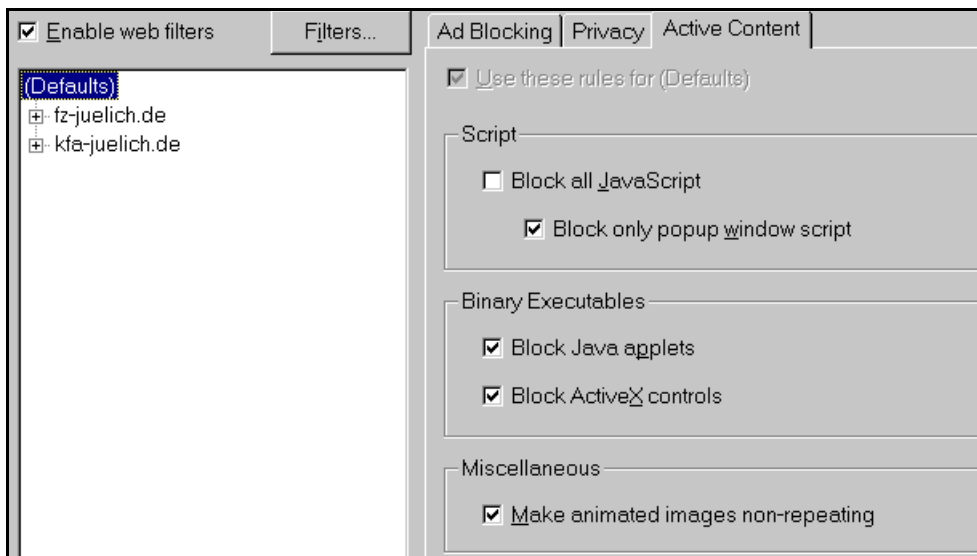 Enable web filters
Filters...
(Defaults)
fz-juelich.de
kfa-juelich.de
Ad Blocking
Privacy
Active Content
Use these rules for (Defaults)
Script
Block all JavaScript
Block only popup window script
Binary Executables
Block Java applets
Block ActiveX controls
Miscellaneous
Make animated images non-repeating